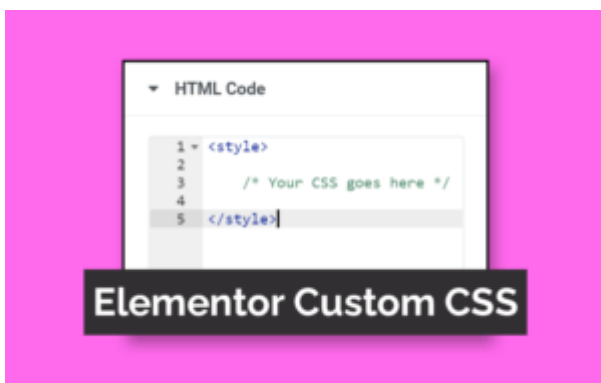 HTML Code
1 <style>
2
3 /* Your CSS goes here */
4
5 </style>
Elementor Custom CSS